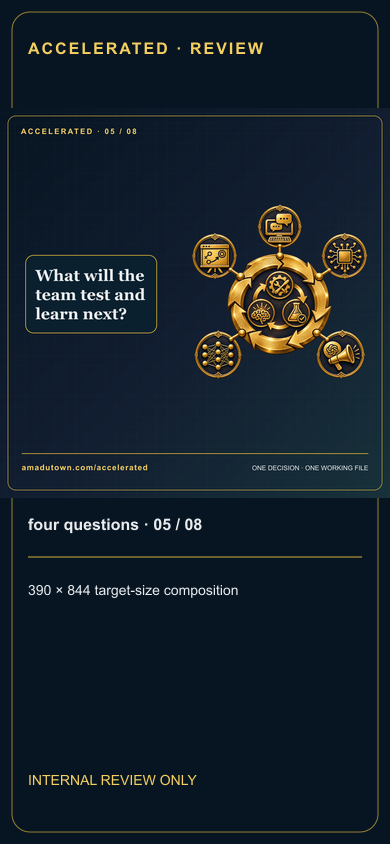 ACCELERATED · REVIEW
ACCELERATED · 05 / 08
What will the
team test and
learn next?
amadutown.com/accelerated
ONE DECISION · ONE WORKING FILE
four questions · 05 / 08
390 × 844 target-size composition
INTERNAL REVIEW ONLY